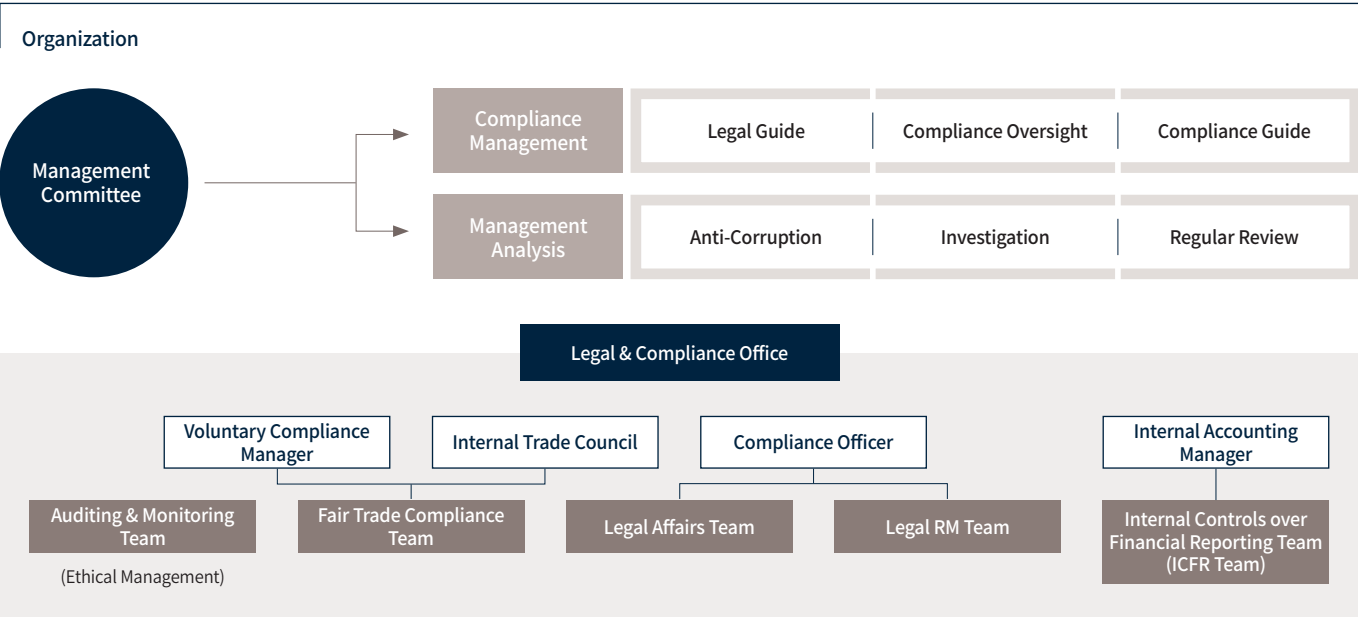 Organization
Management
Committee
Compliance
Management
Legal Guide
Compliance Oversight
Compliance Guide
Management
Analysis
Anti-Corruption
Investigation
Regular Review
Legal & Compliance Office
Voluntary Compliance
Manager
Internal Trade Council
Compliance Officer
Internal Accounting
Manager
Auditing & Monitoring
Team
(Ethical Management)
Fair Trade Compliance
Team
Legal Affairs Team
Legal RM Team
Internal Controls over
Financial Reporting Team
(ICFR Team)